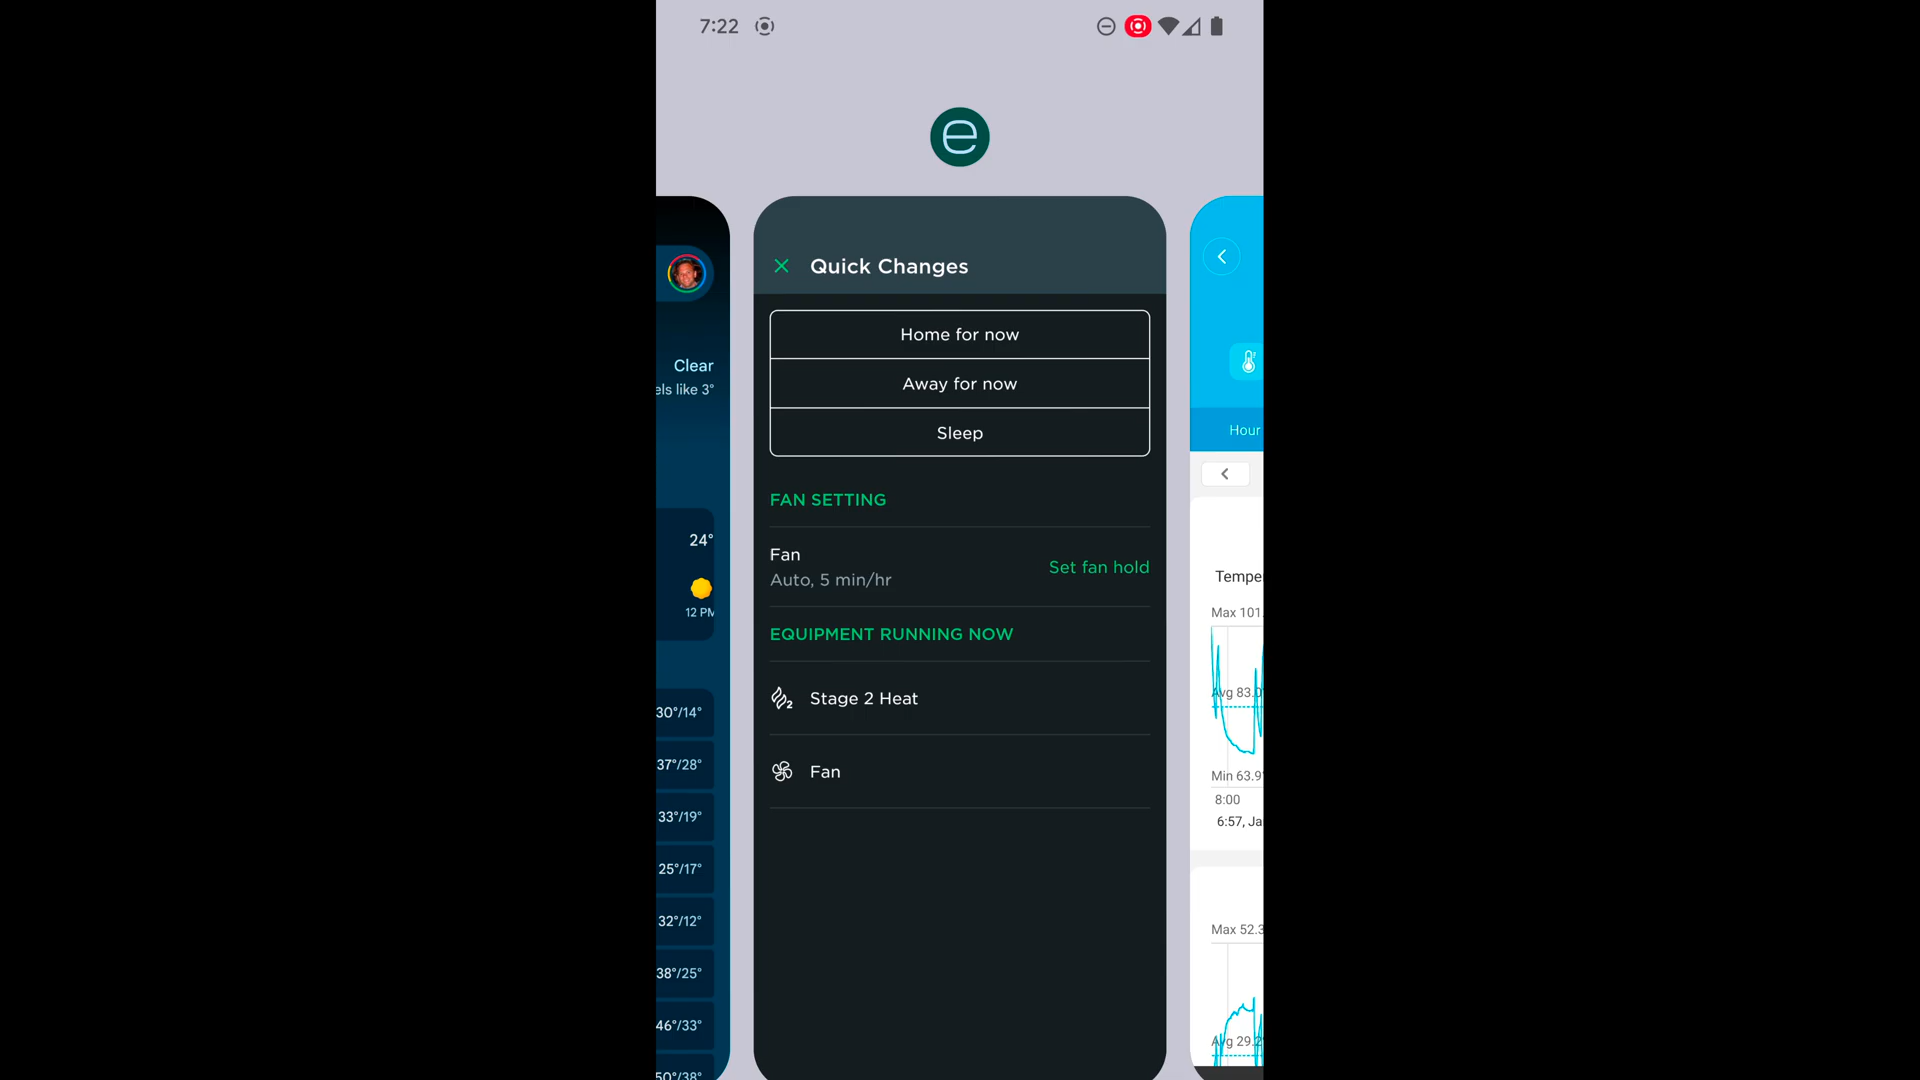 7:22
e
Clear
els like 3°
24°
12 PM
30°/14°
37°/28°
33°/19°
25°/17°
32°/12°
38°/25°
46°/33°
50°/38°
Quick Changes
Home for now
Away for now
Sleep
FAN SETTING
Fan
Auto, 5 min/hr
Set fan hold
EQUIPMENT RUNNING NOW
2
Stage 2 Heat
Fan
Hour
Tempe
Max 101.
Avg 83.0
Min 63.9
8:00
6:57, Ja
Max 52.3
Avg 29.2